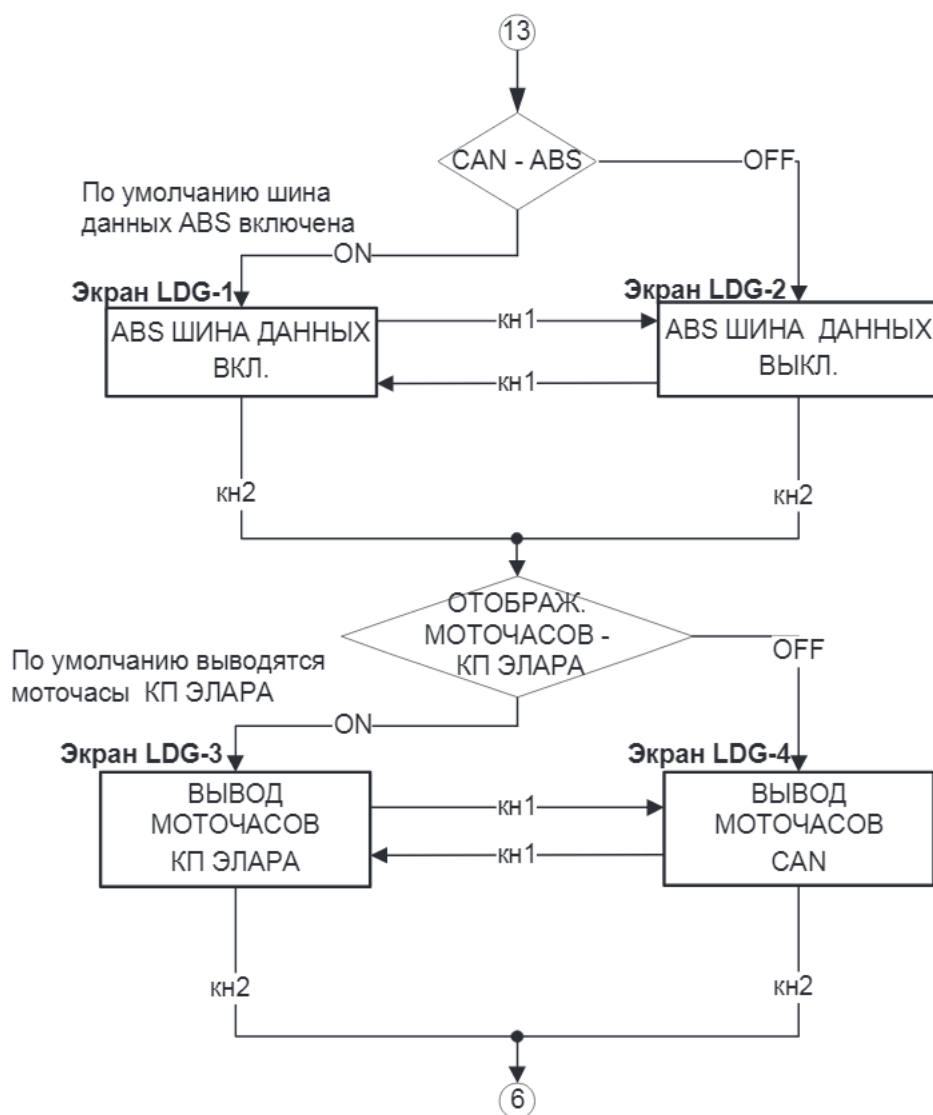 13
CAN - ABS
OFF
По умолчанию шина
данных ABS включена
ON
Экран LDG-1
Экран LDG-2
ABS ШИНА ДАННЫХ
ВКЛ.
кн1
кн1
ABS ШИНА ДАННЫХ
ВЫКЛ.
кн2
кн2
ОТОБРАЖ.
МОТОЧАСОВ -
КП ЭЛАРА
OFF
По умолчанию выводятся
моточасы КП ЭЛАРА
ON
Экран LDG-3
Экран LDG-4
ВЫВОД
МОТОЧАСОВ
КП ЭЛАРА
кн1
кн1
ВЫВОД
МОТОЧАСОВ
CAN
кн2
кн2
6